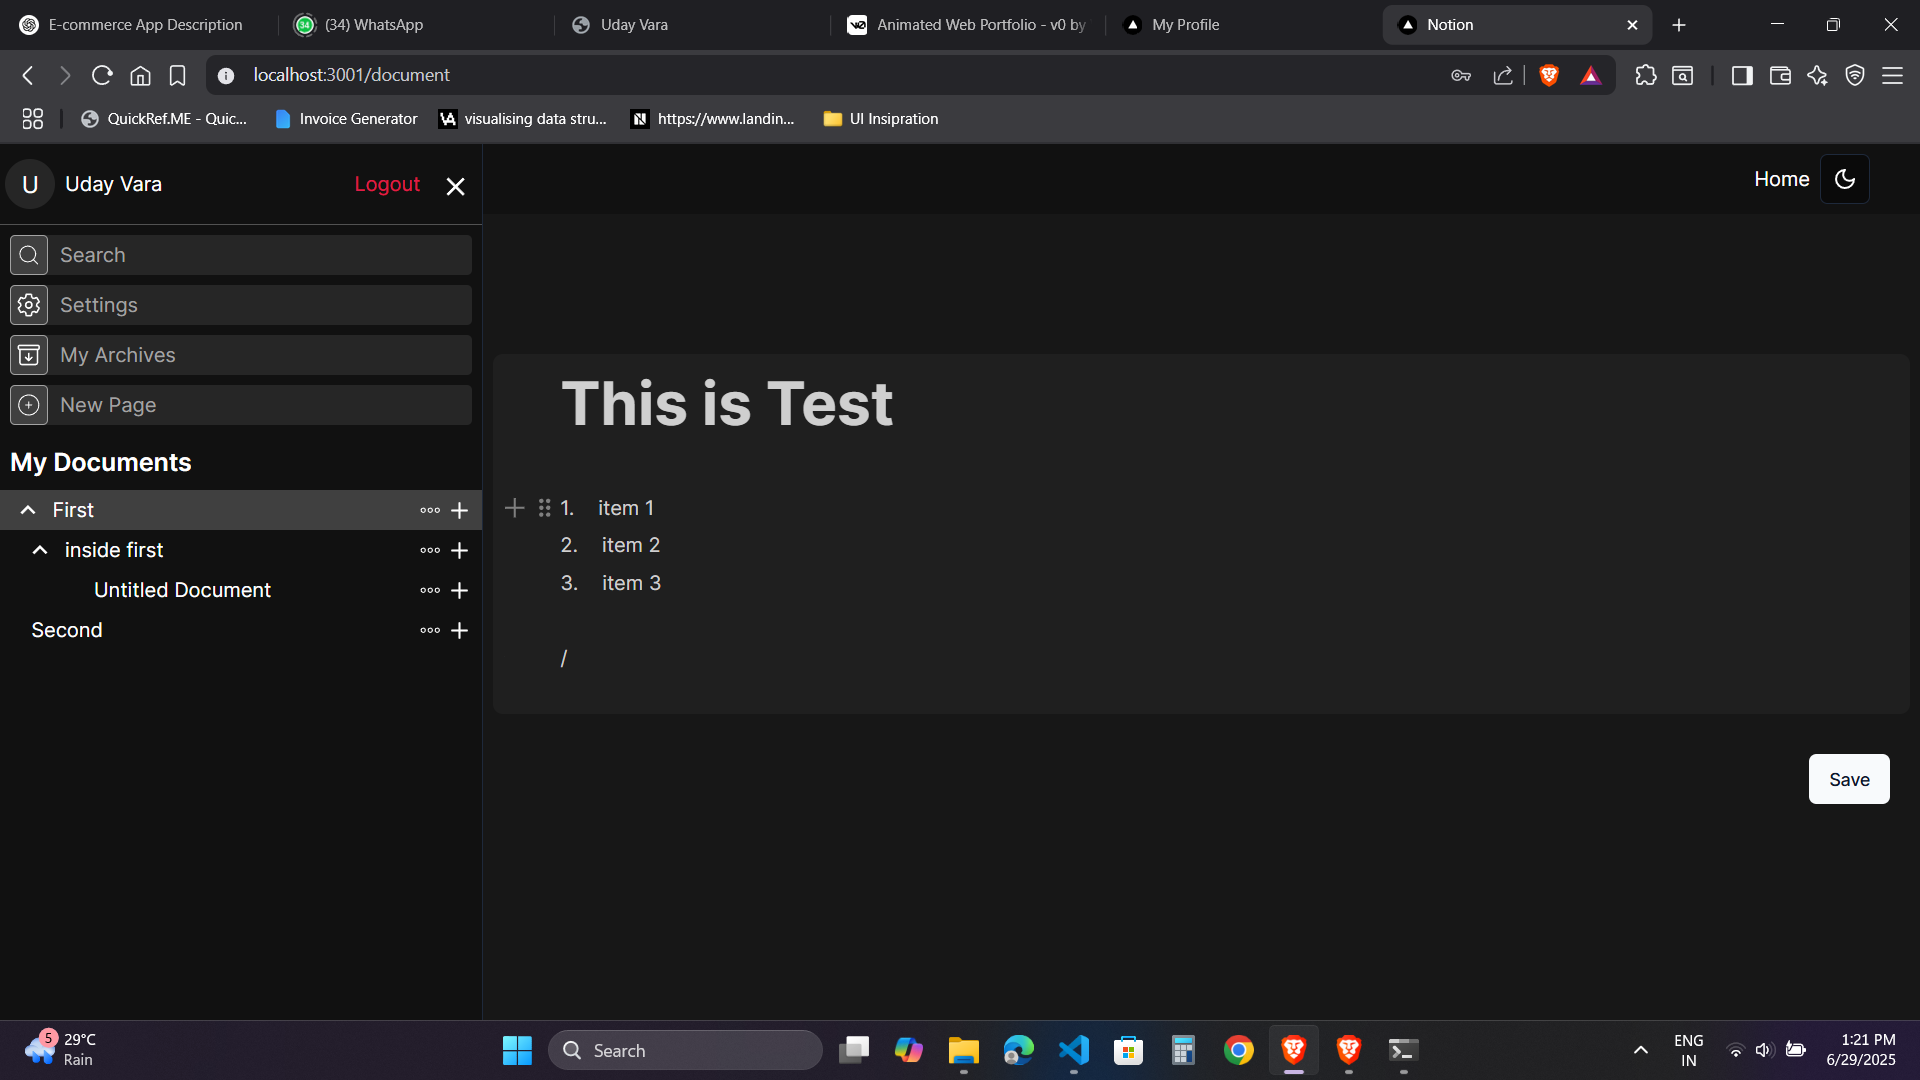 E-commerce App Description
(34) WhatsApp
Uday Vara
Animated Web Portfolio - v0 by
My Profile
Notion
localhost:3001/document
QuickRef.ME - Quic...
Invoice Generator
visualising data stru...
https://www.landin...
UI Insipration
U
Uday Vara
Logout
Home
Search
Settings
My Archives
New Page
My Documents
First
inside first
Untitled Document
Second
This is Test
1. item 1
2. item 2
3. item 3
/
Save
5
29°C
Rain
Search
ENG
IN
1:21 PM
6/29/2025